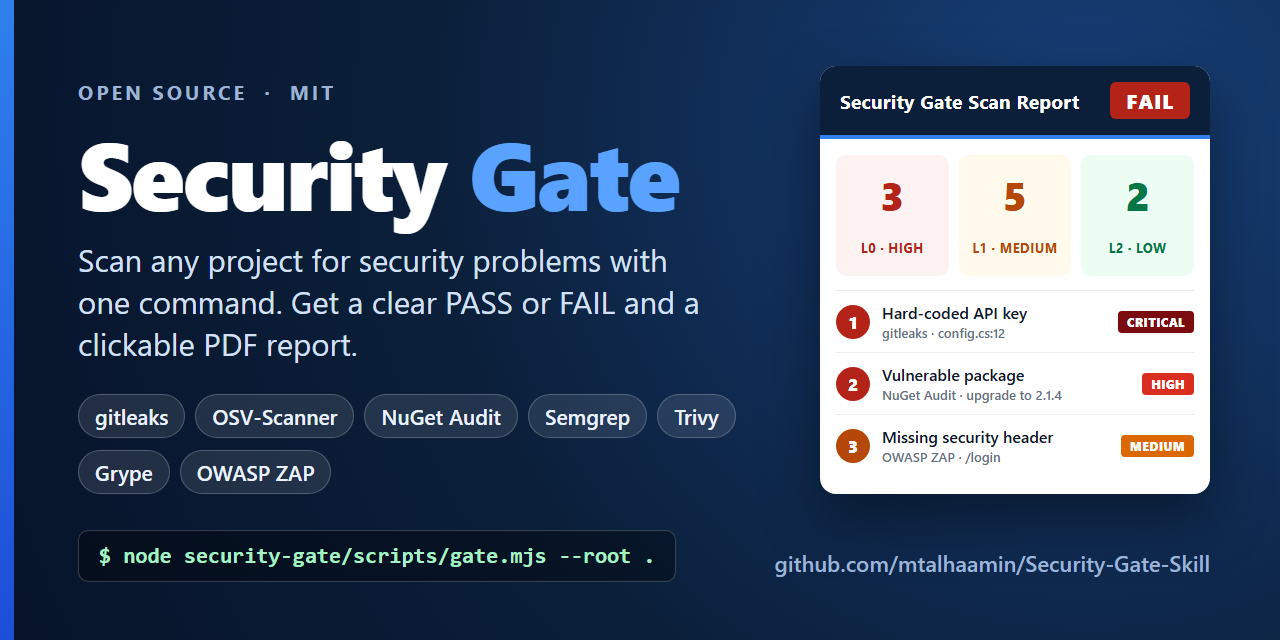 OPEN SOURCE · MIT
Security Gate
Scan any project for security problems with
one command. Get a clear PASS or FAIL and a
clickable PDF report.
gitleaks OSV-Scanner NuGet Audit Semgrep Trivy
Grype OWASP ZAP
$ node security-gate/scripts/gate.mjs --root .
Security Gate Scan Report FAIL
3 5 2
L0 · HIGH L1 · MEDIUM L2 · LOW
1 Hard-coded API key CRITICAL
gitleaks · config.cs:12
2 Vulnerable package HIGH
NuGet Audit · upgrade to 2.1.4
3 Missing security header MEDIUM
OWASP ZAP · /login
github.com/mtalhaamin/Security-Gate-Skill